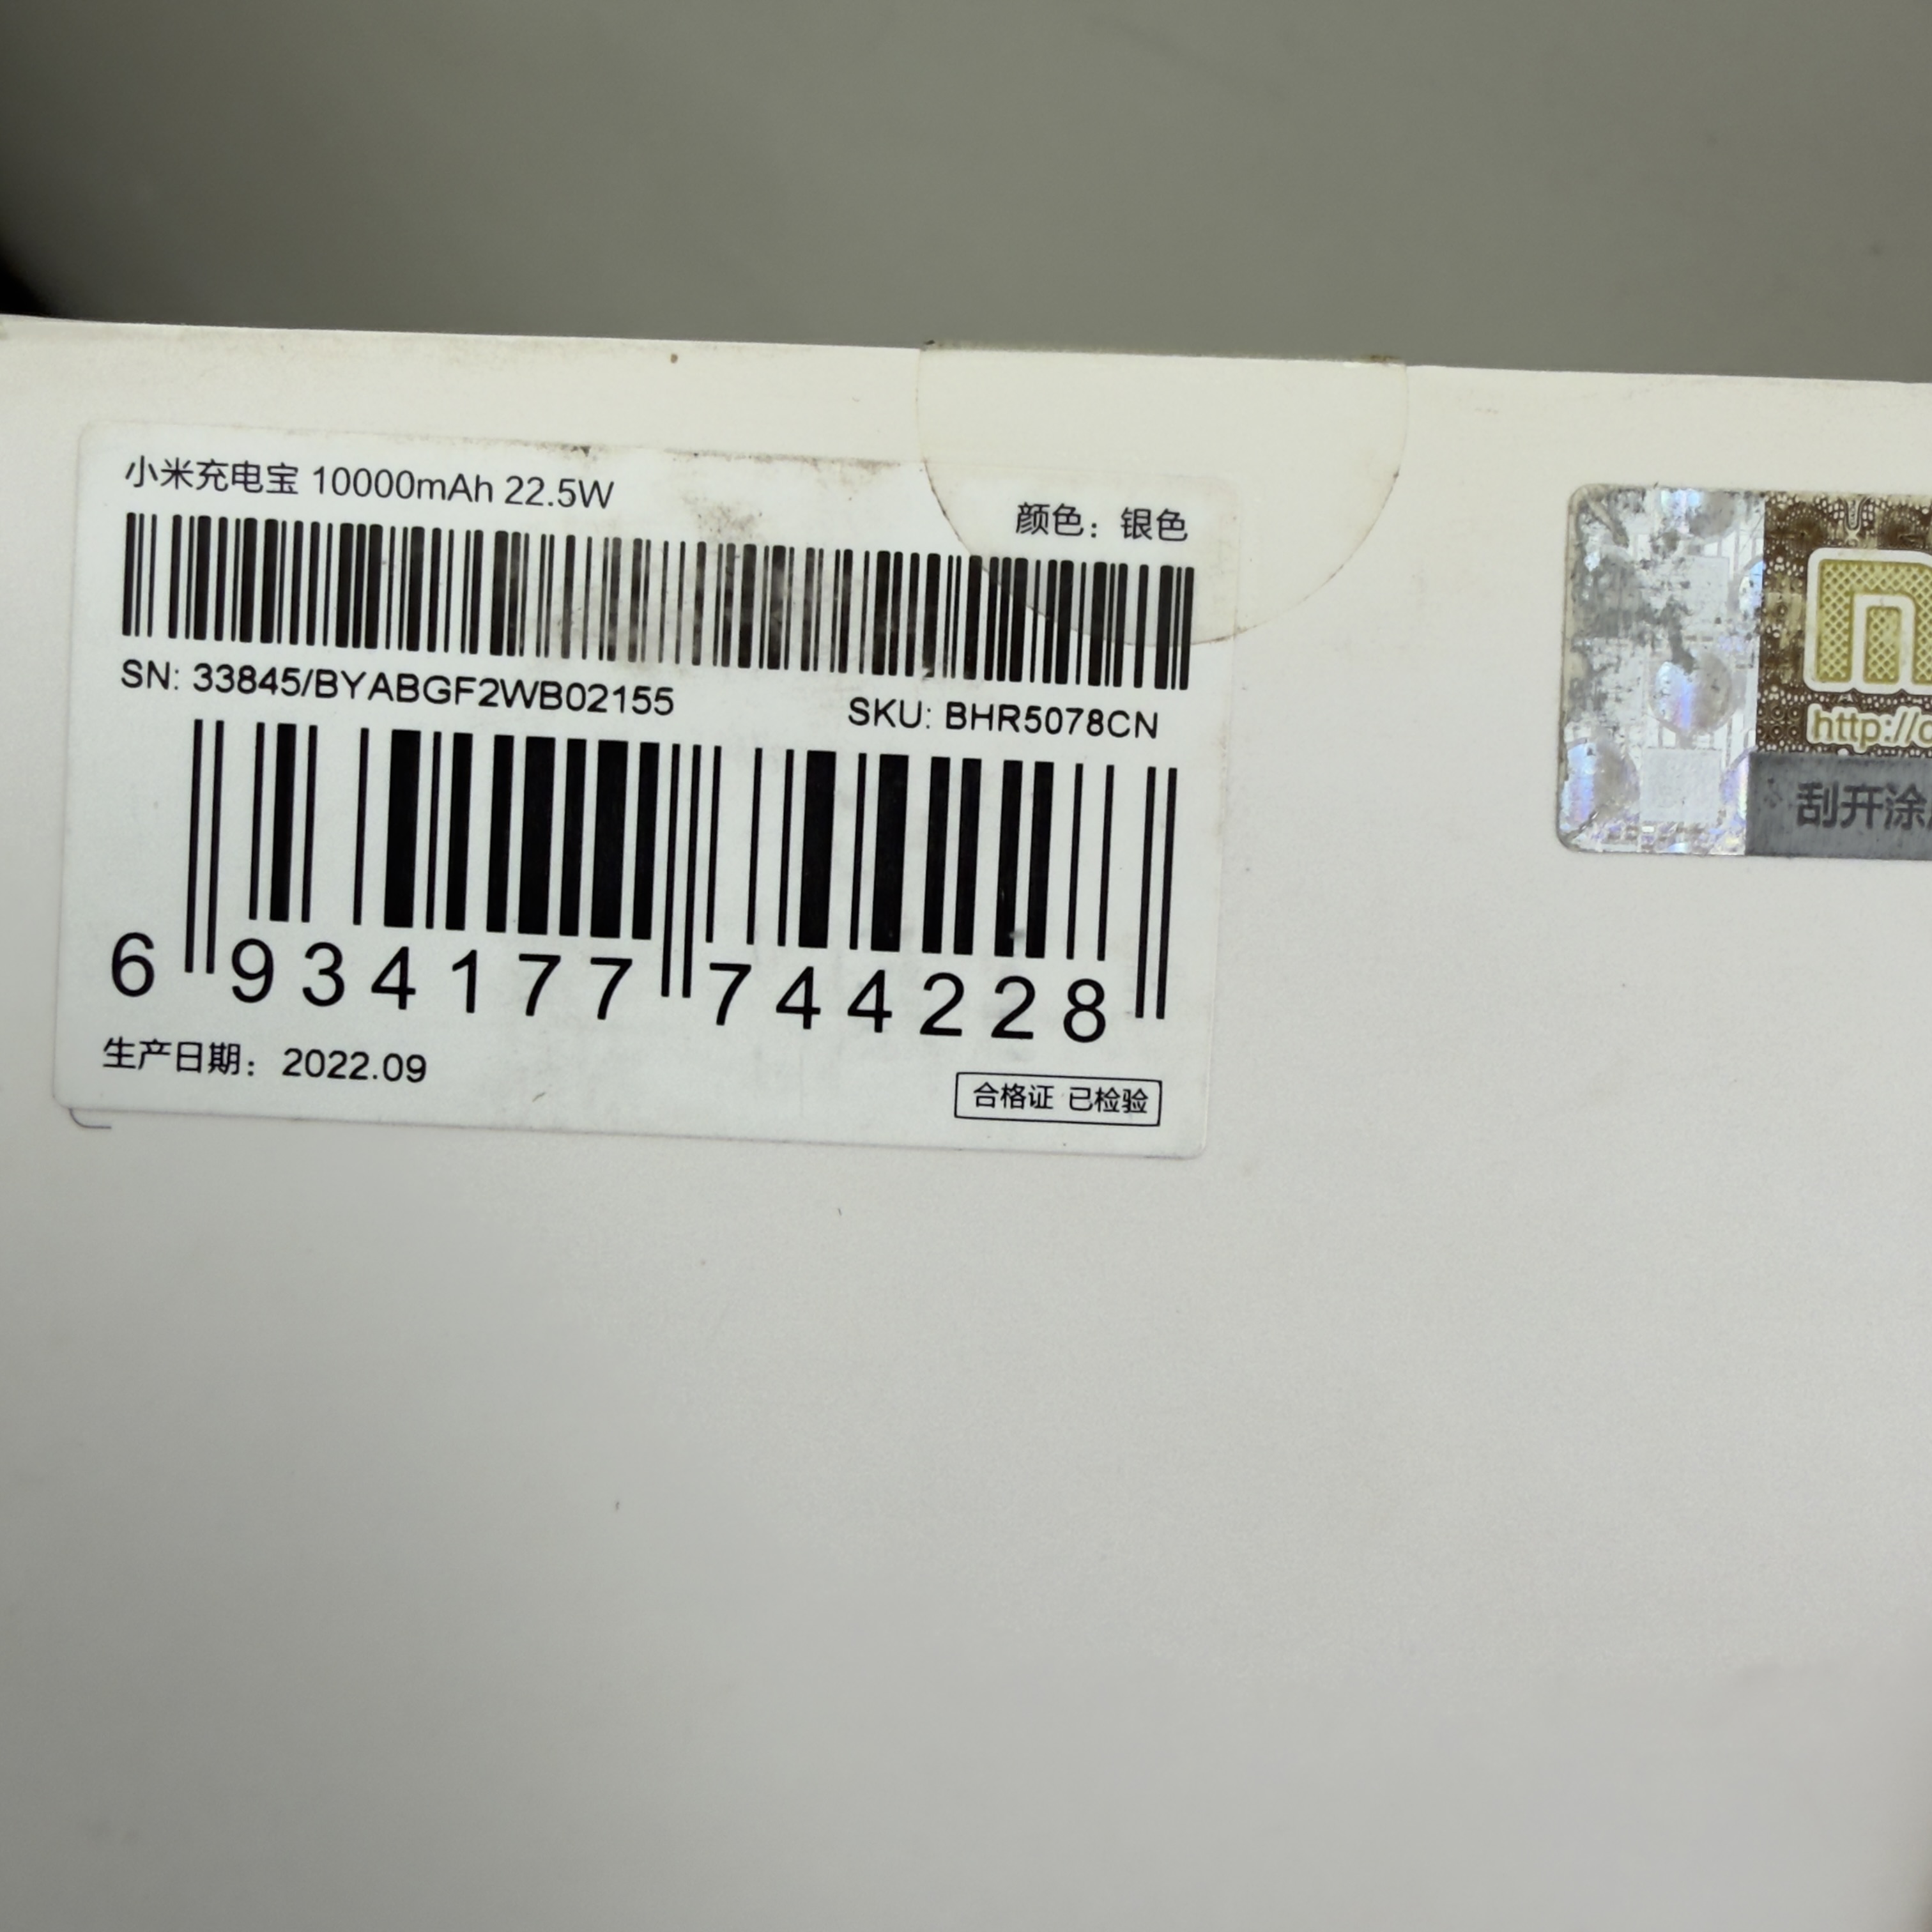 小米充电宝 10000mAh 22.5W
颜色：银色
SN: 33845/BYABGF2WB02155
SKU: BHR5078CN
6 934177 744228
生产日期：2022.09
合格证 已检验
http://
刮开涂